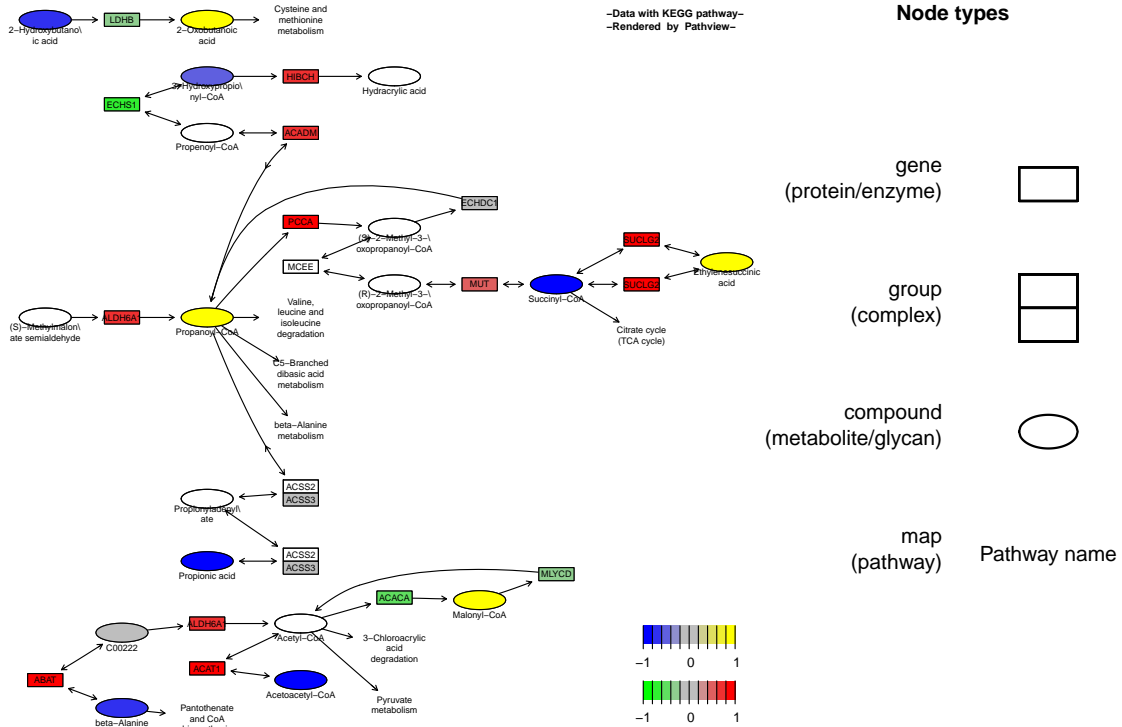 Cysteine and
methionine
metabolism
−Data with KEGG pathway−
−Rendered by Pathview−
Node types
LDHB
2−Hydroxybutano\
ic acid
2−Oxobutanoic
acid
HIBCH
3−Hydroxypropio\
nyl−CoA
Hydracrylic acid
ECHS1
ACADM
Propenoyl−CoA
gene
(protein/enzyme)
ECHDC1
PCCA
(S)−2−Methyl−3−\
oxopropanoyl−CoA
SUCLG2
MCEE
Ethylenesuccinic
acid
MUT
SUCLG2
(R)−2−Methyl−3−\
oxopropanoyl−CoA
Succinyl−CoA
group
(complex)
Valine,
leucine and
isoleucine
degradation
(S)−Methylmalon\
ate semialdehyde
ALDH6A1
Propanoyl−CoA
Citrate cycle
(TCA cycle)
C5−Branched
dibasic acid
metabolism
compound
(metabolite/glycan)
beta−Alanine
metabolism
ACSS2
ACSS3
Propionyladenyl\
ate
map
(pathway)
Pathway name
ACSS2
ACSS3
Propionic acid
MLYCD
ACACA
Malonyl−CoA
ALDH6A1
C00222
Acetyl−CoA
3−Chloroacrylic
acid
degradation
ACAT1
ABAT
Acetoacetyl−CoA
Pyruvate
metabolism
beta−Alanine
Pantothenate
and CoA
−1 0 1
−1 0 1